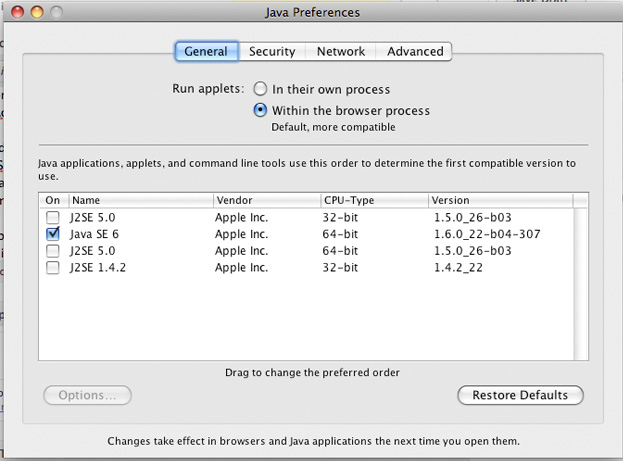 Java Preferences
General Security Network Advanced
Run applets: In their own process
Within the browser process
Default, more compatible
Java applications, applets, and command line tools use this order to determine the first compatible version to
use.
On Name Vendor CPU-Type Version
J2SE 5.0 Apple Inc. 32-bit 1.5.0_26-b03
Java SE 6 Apple Inc. 64-bit 1.6.0_22-b04-307
J2SE 5.0 Apple Inc. 64-bit 1.5.0_26-b03
J2SE 1.4.2 Apple Inc. 32-bit 1.4.2_22
Drag to change the preferred order
Options... Restore Defaults
Changes take effect in browsers and Java applications the next time you open them.